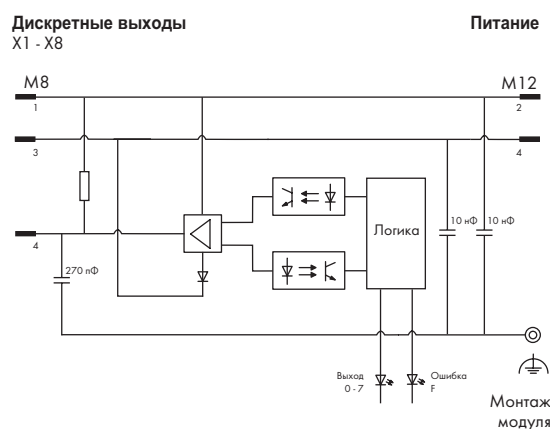 Дискретные выходы
Питание
X1 - X8
M8
M12
1
2
3
4
4
270 пФ
10 нФ
10 нФ
Логика
Выход
0 - 7
Ошибка
F
Монтаж
модуля